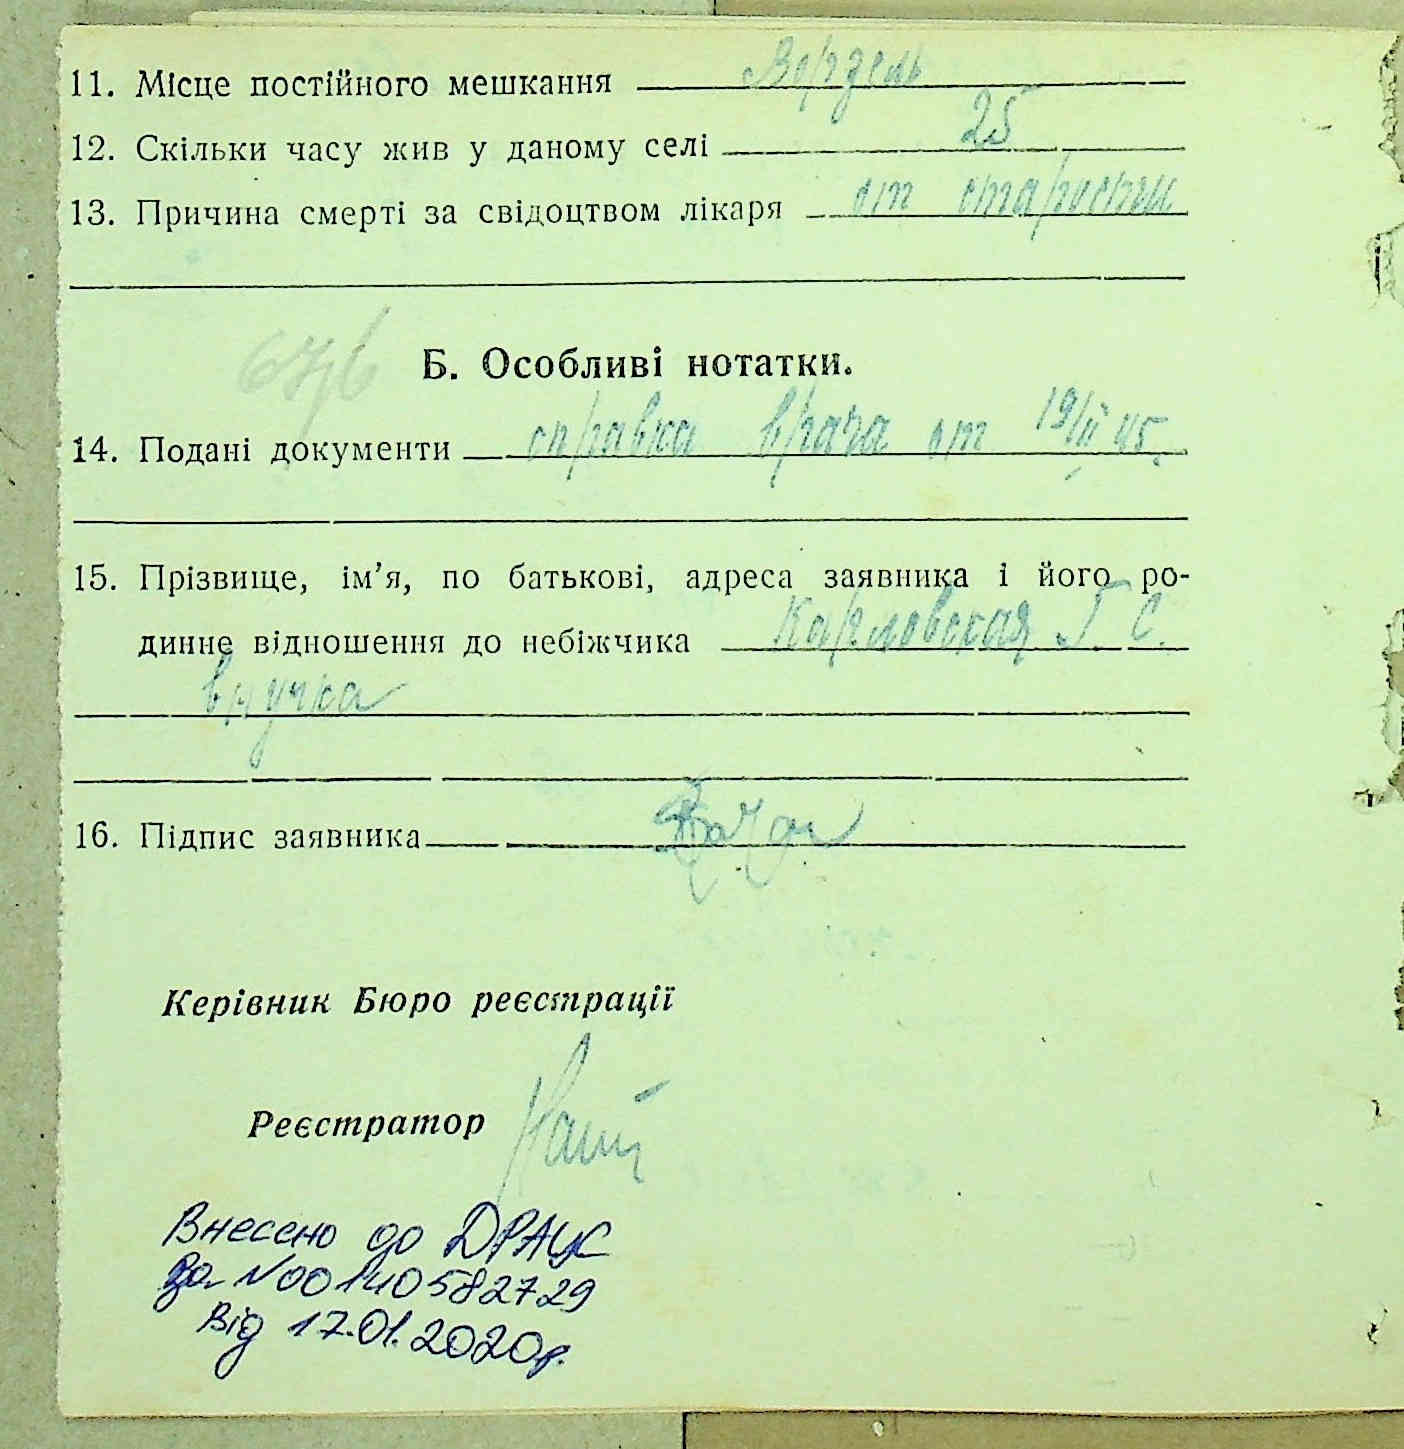 11. Місце постійного мешкання Ворзель
12. Скільки часу жив у даному селі 25
13. Причина смерті за свідоцтвом лікаря от старости
Б. Особливі нотатки.
14. Подані документи справка врача от 19/II 45.
15. Прізвище, ім’я, по батькові, адреса заявника і його ро-
динне відношення до небіжчика Карловская Г. С.
внучка
16. Підпис заявника
Керівник Бюро реєстрації
Реєстратор
Внесено до ДРАЦС
За N00140582729
Від 17.01.2020р.